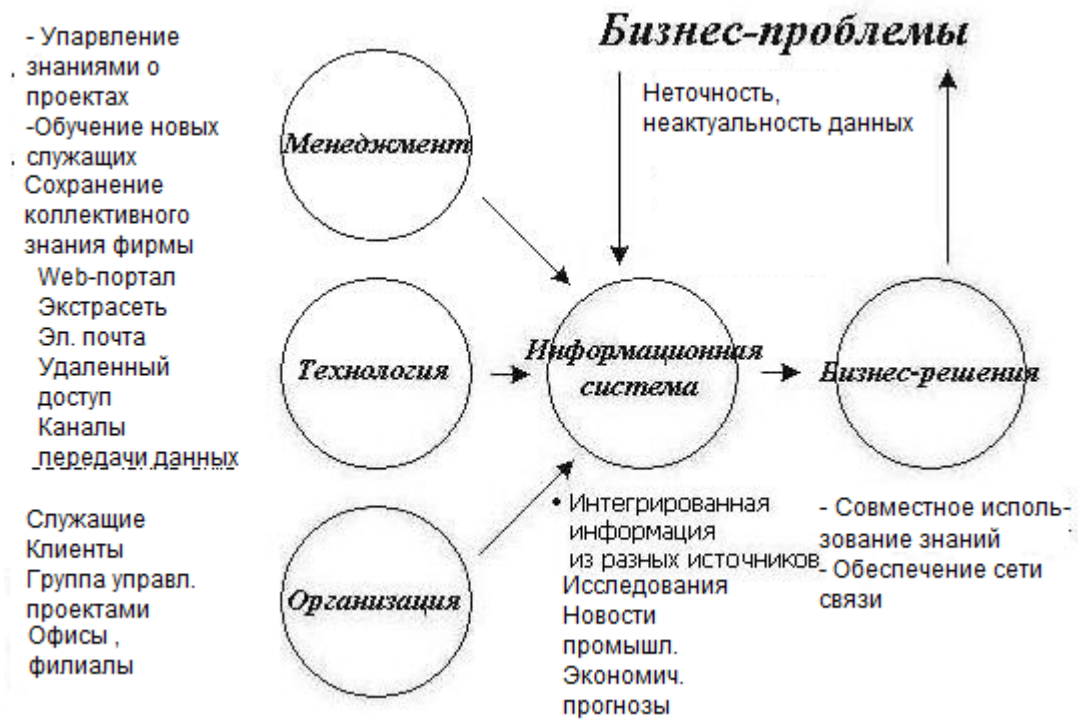 Бизнес-проблемы
- Упарвление
знаниями о
проектах
-Обучение новых
служащих
Сохранение
коллективного
знания фирмы
Менеджмент
Неточность,
неактуальность данных
Web-портал
Экстрасеть
Эл. почта
Удаленный
доступ
Каналы
передачи данных
Технология
Информационная
система
Бизнес-решения
Служащие
Клиенты
Группа управл.
проектами
Офисы ,
филиалы
Организация
• Интегрированная
информация
из разных источников
Исследования
Новости
промышл.
Экономич.
прогнозы
- Совместное исполь-
зование знаний
- Обеспечение сети
связи